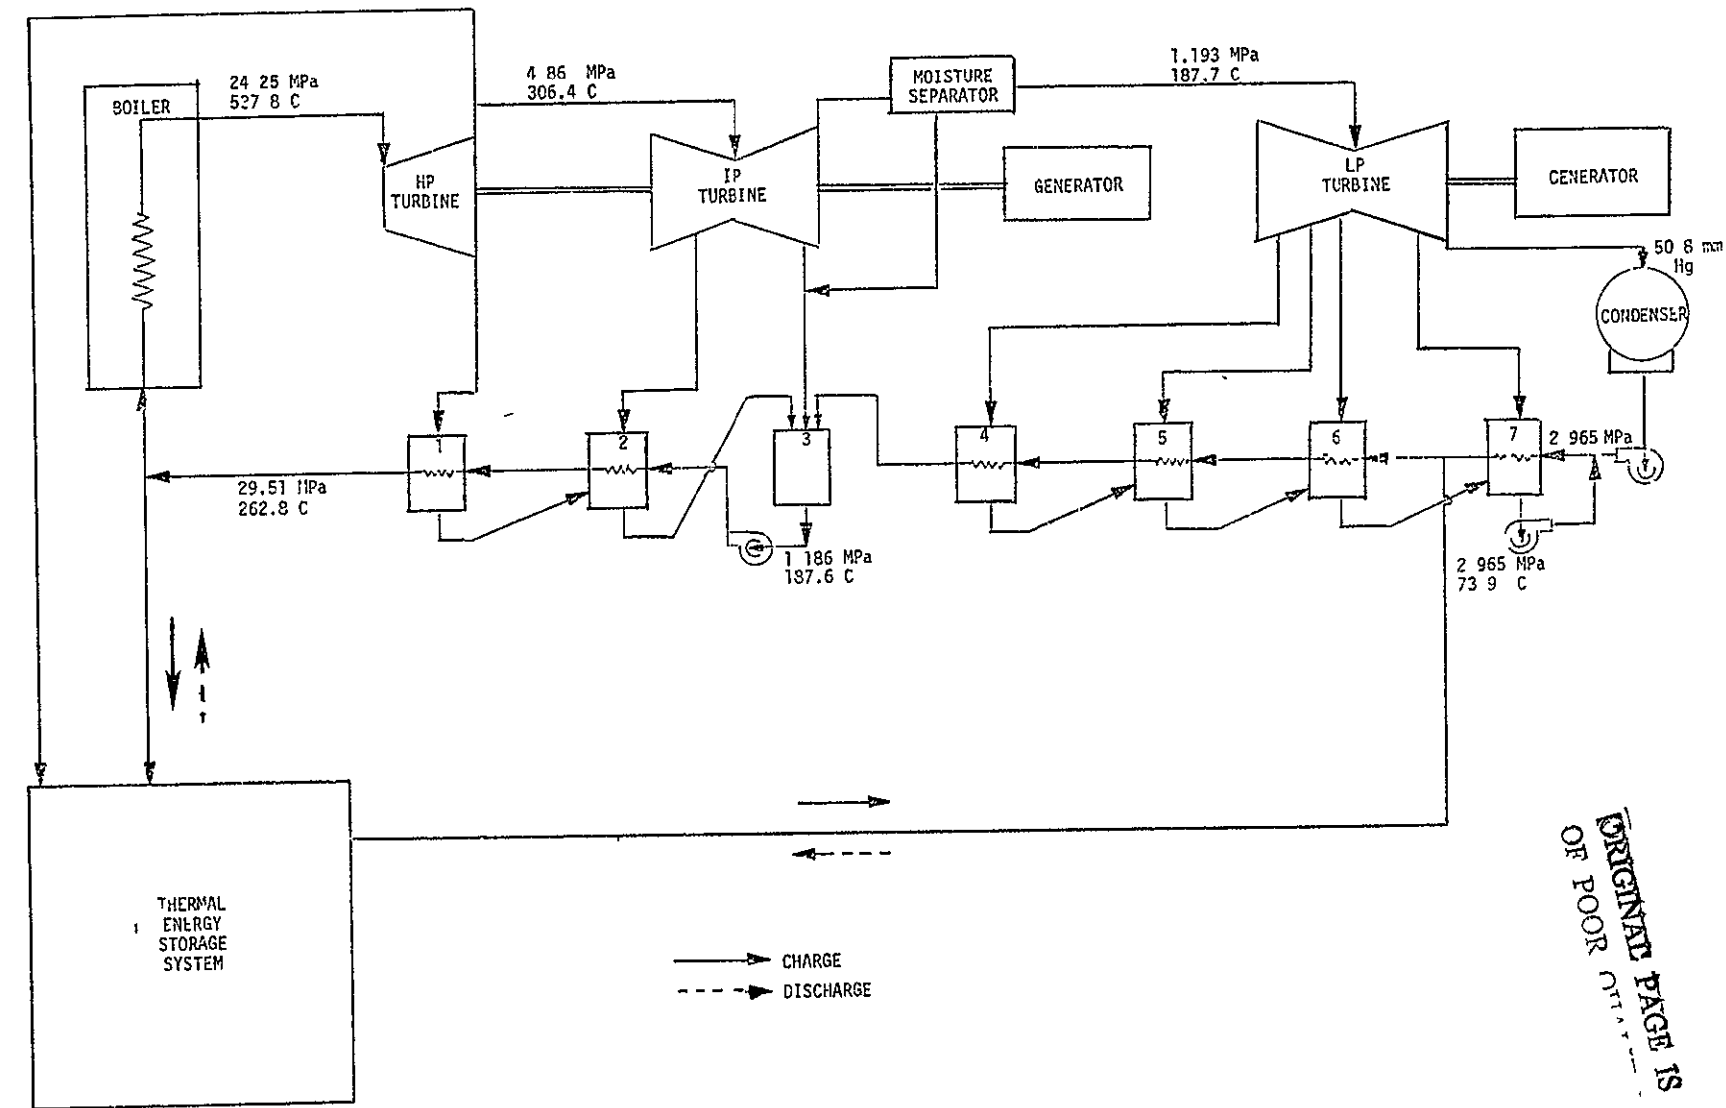 BOILER
24 25 MPa
537 8 C
4 86 MPa
306.4 C
MOISTURE
SEPARATOR
1.193 MPa
187.7 C
HP
TURBINE
IP
TURBINE
GENERATOR
LP
TURBINE
GENERATOR
50 8 mm
Hg
CONDENSER
1
2
3
4
5
6
7
2 965 MPa
29.51 MPa
262.8 C
1 186 MPa
187.6 C
2 965 MPa
73 9 C
THERMAL
ENERGY
STORAGE
SYSTEM
CHARGE
DISCHARGE
ORIGINAL PAGE IS
OF POOR